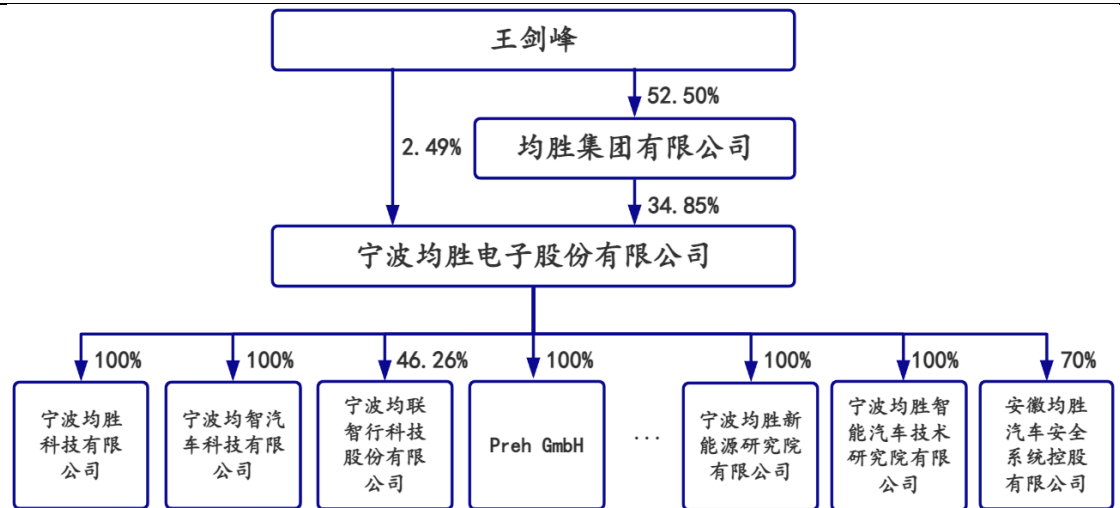 王剑峰
52.50%
2.49%
均胜集团有限公司
34.85%
宁波均胜电子股份有限公司
100%
100%
46.26%
100%
100%
100%
70%
宁波均胜
科技有限
公司
宁波均智汽
车科技有限
公司
宁波均联
智行科技
股份有限
公司
Preh GmbH
...
宁波均胜新
能源研究院
有限公司
宁波均胜智
能汽车技术
研究院有限
公司
安徽均胜
汽车安全
系统控股
有限公司